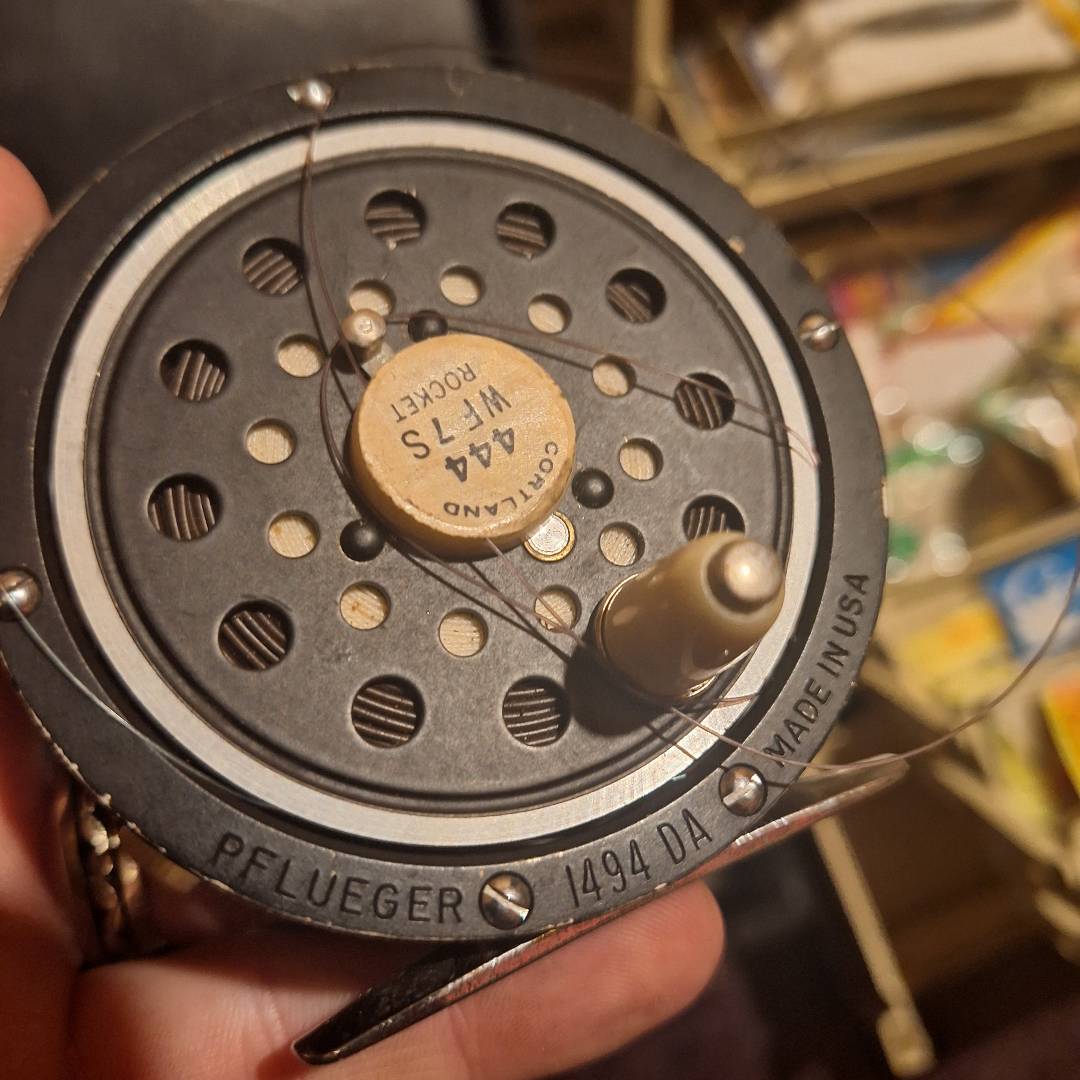 CORTLAND
444
WF7S
ROCKET
PFLUEGER 1494 DA MADE IN USA